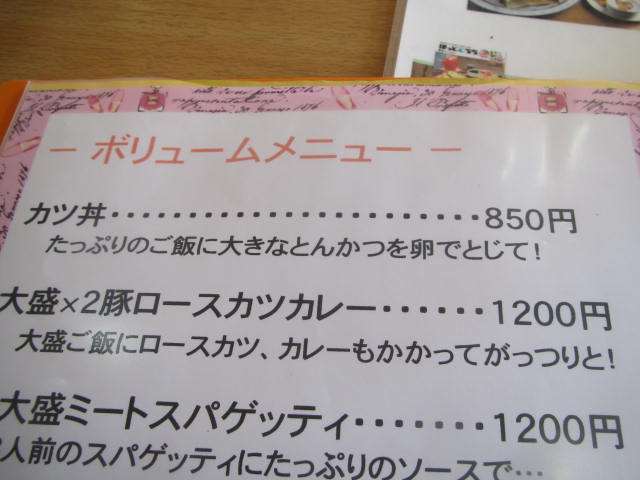 － ボリュームメニュー －
カツ丼・・・・・・・・・・・・・・・・・・・・・・・・850円
たっぷりのご飯に大きなとんかつを卵でとじて!
大盛×2豚ロースカツカレー・・・・・・1200円
大盛ご飯にロースカツ、カレーもかかってがっつりと!
大盛ミートスパゲッティ・・・・・・・1200円
人前のスパゲッティにたっぷりのソースで…